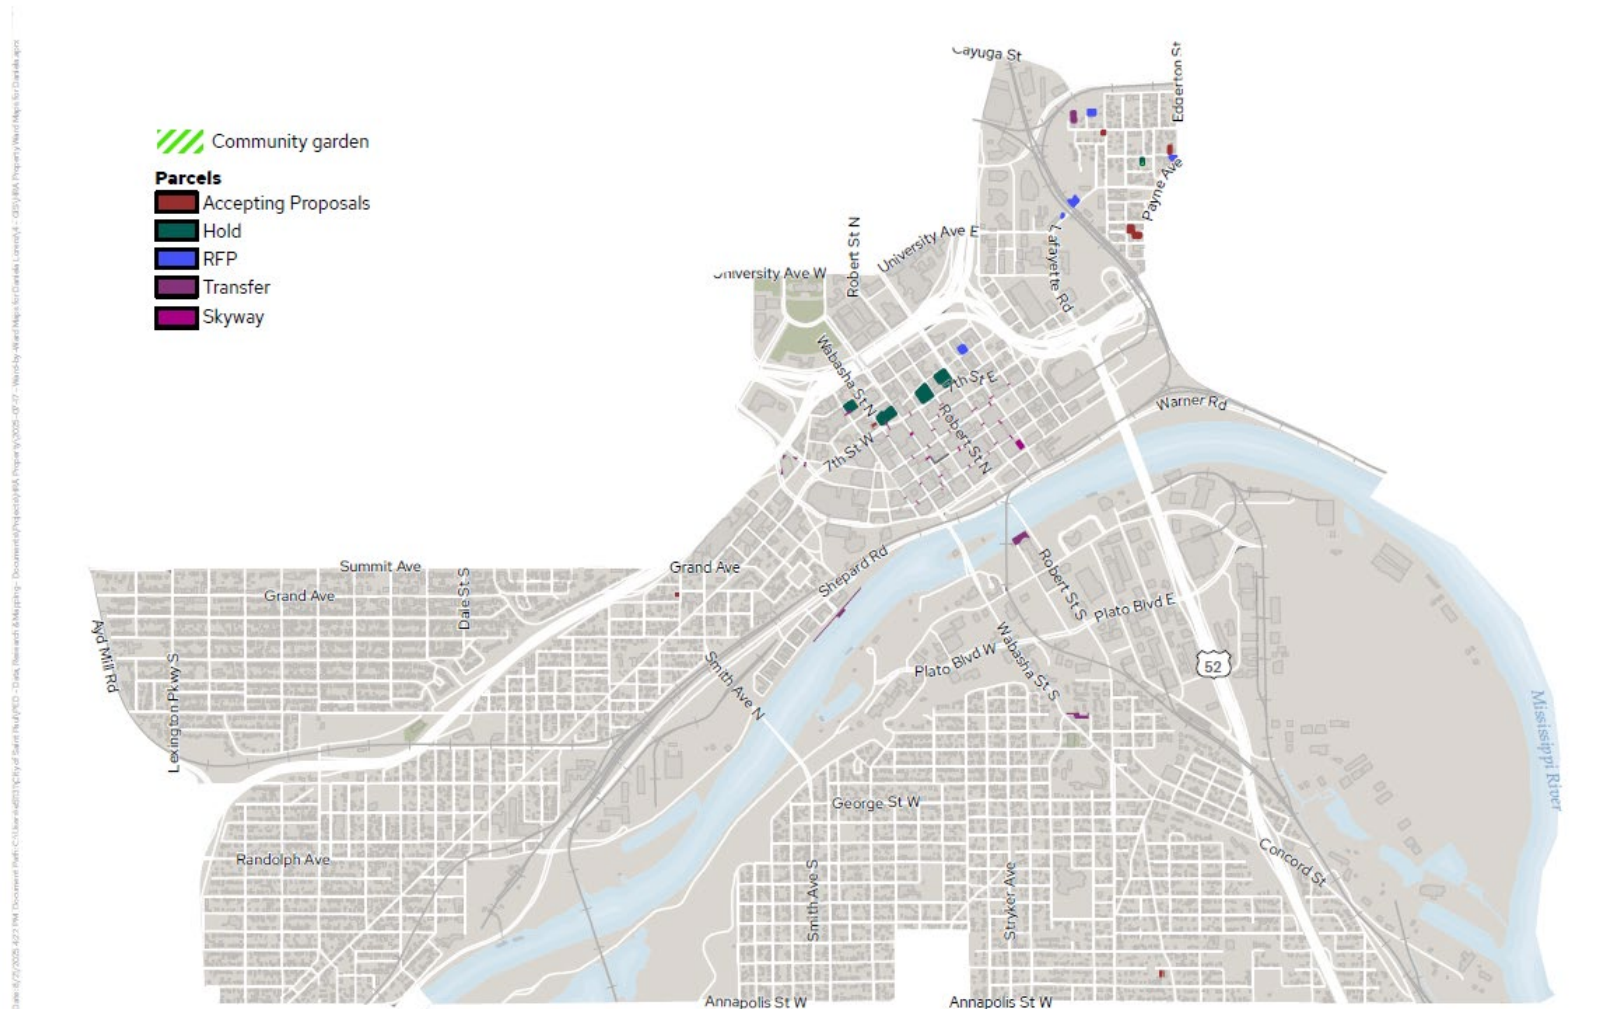 Cayuga St
Edgerton St
Community garden
Parcels
Accepting Proposals
Hold
RFP
Transfer
Skyway
Payne Ave
Robert St N
University Ave E
Lafayette Rd
University Ave W
Wabasha St N
7th St E
Robert St N
Warner Rd
7th St W
Summit Ave
Grand Ave
Grand Ave
Dale St S
Shepard Rd
Robert St S
Plato Blvd E
Ayd Mill Rd
Lexington Pkwy S
Smith Ave N
Plato Blvd W
Wabasha St S
52
Mississippi River
George St W
Randolph Ave
Concord St
Smith Ave S
Stryker Ave
Annapolis St W
Annapolis St W